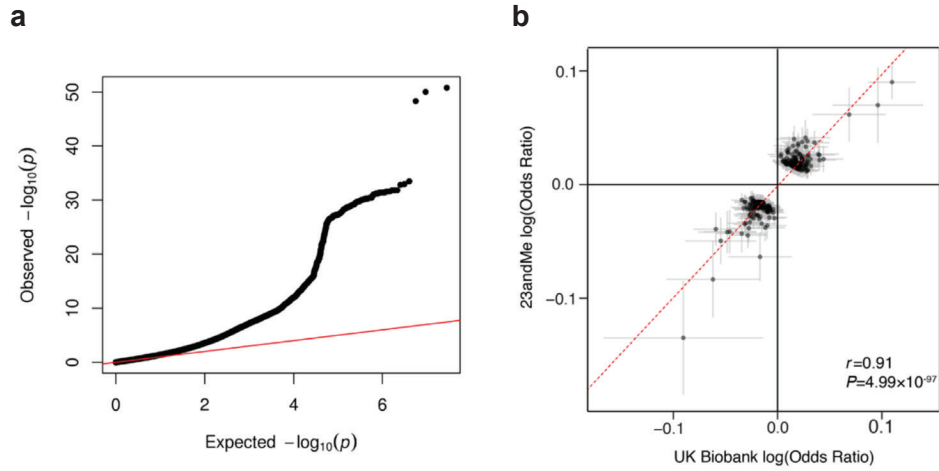 a
Observed −log₁₀(p)
50
40
30
20
10
0
0 2 4 6
Expected −log₁₀(p)
b
23andMe log(Odds Ratio)
0.1
0.0
−0.1
r=0.91
P=4.99×10⁻⁹⁷
−0.1 0.0 0.1
UK Biobank log(Odds Ratio)